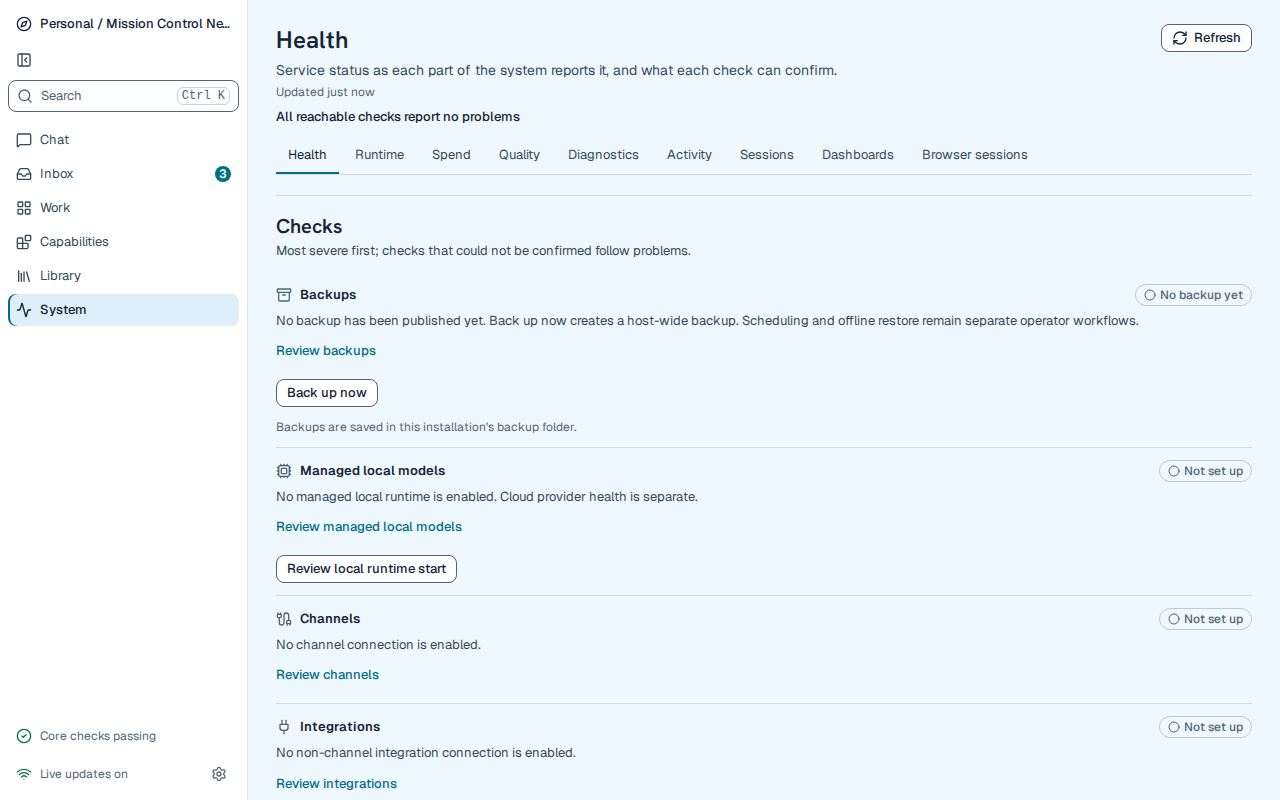 Personal / Mission Control Ne…
Search
Ctrl K
Chat
Inbox
3
Work
Capabilities
Library
System
Core checks passing
Live updates on
Health
Refresh
Service status as each part of the system reports it, and what each check can confirm.
Updated just now
All reachable checks report no problems
Health
Runtime
Spend
Quality
Diagnostics
Activity
Sessions
Dashboards
Browser sessions
Checks
Most severe first; checks that could not be confirmed follow problems.
Backups
No backup yet
No backup has been published yet. Back up now creates a host-wide backup. Scheduling and offline restore remain separate operator workflows.
Review backups
Back up now
Backups are saved in this installation's backup folder.
Managed local models
Not set up
No managed local runtime is enabled. Cloud provider health is separate.
Review managed local models
Review local runtime start
Channels
Not set up
No channel connection is enabled.
Review channels
Integrations
Not set up
No non-channel integration connection is enabled.
Review integrations